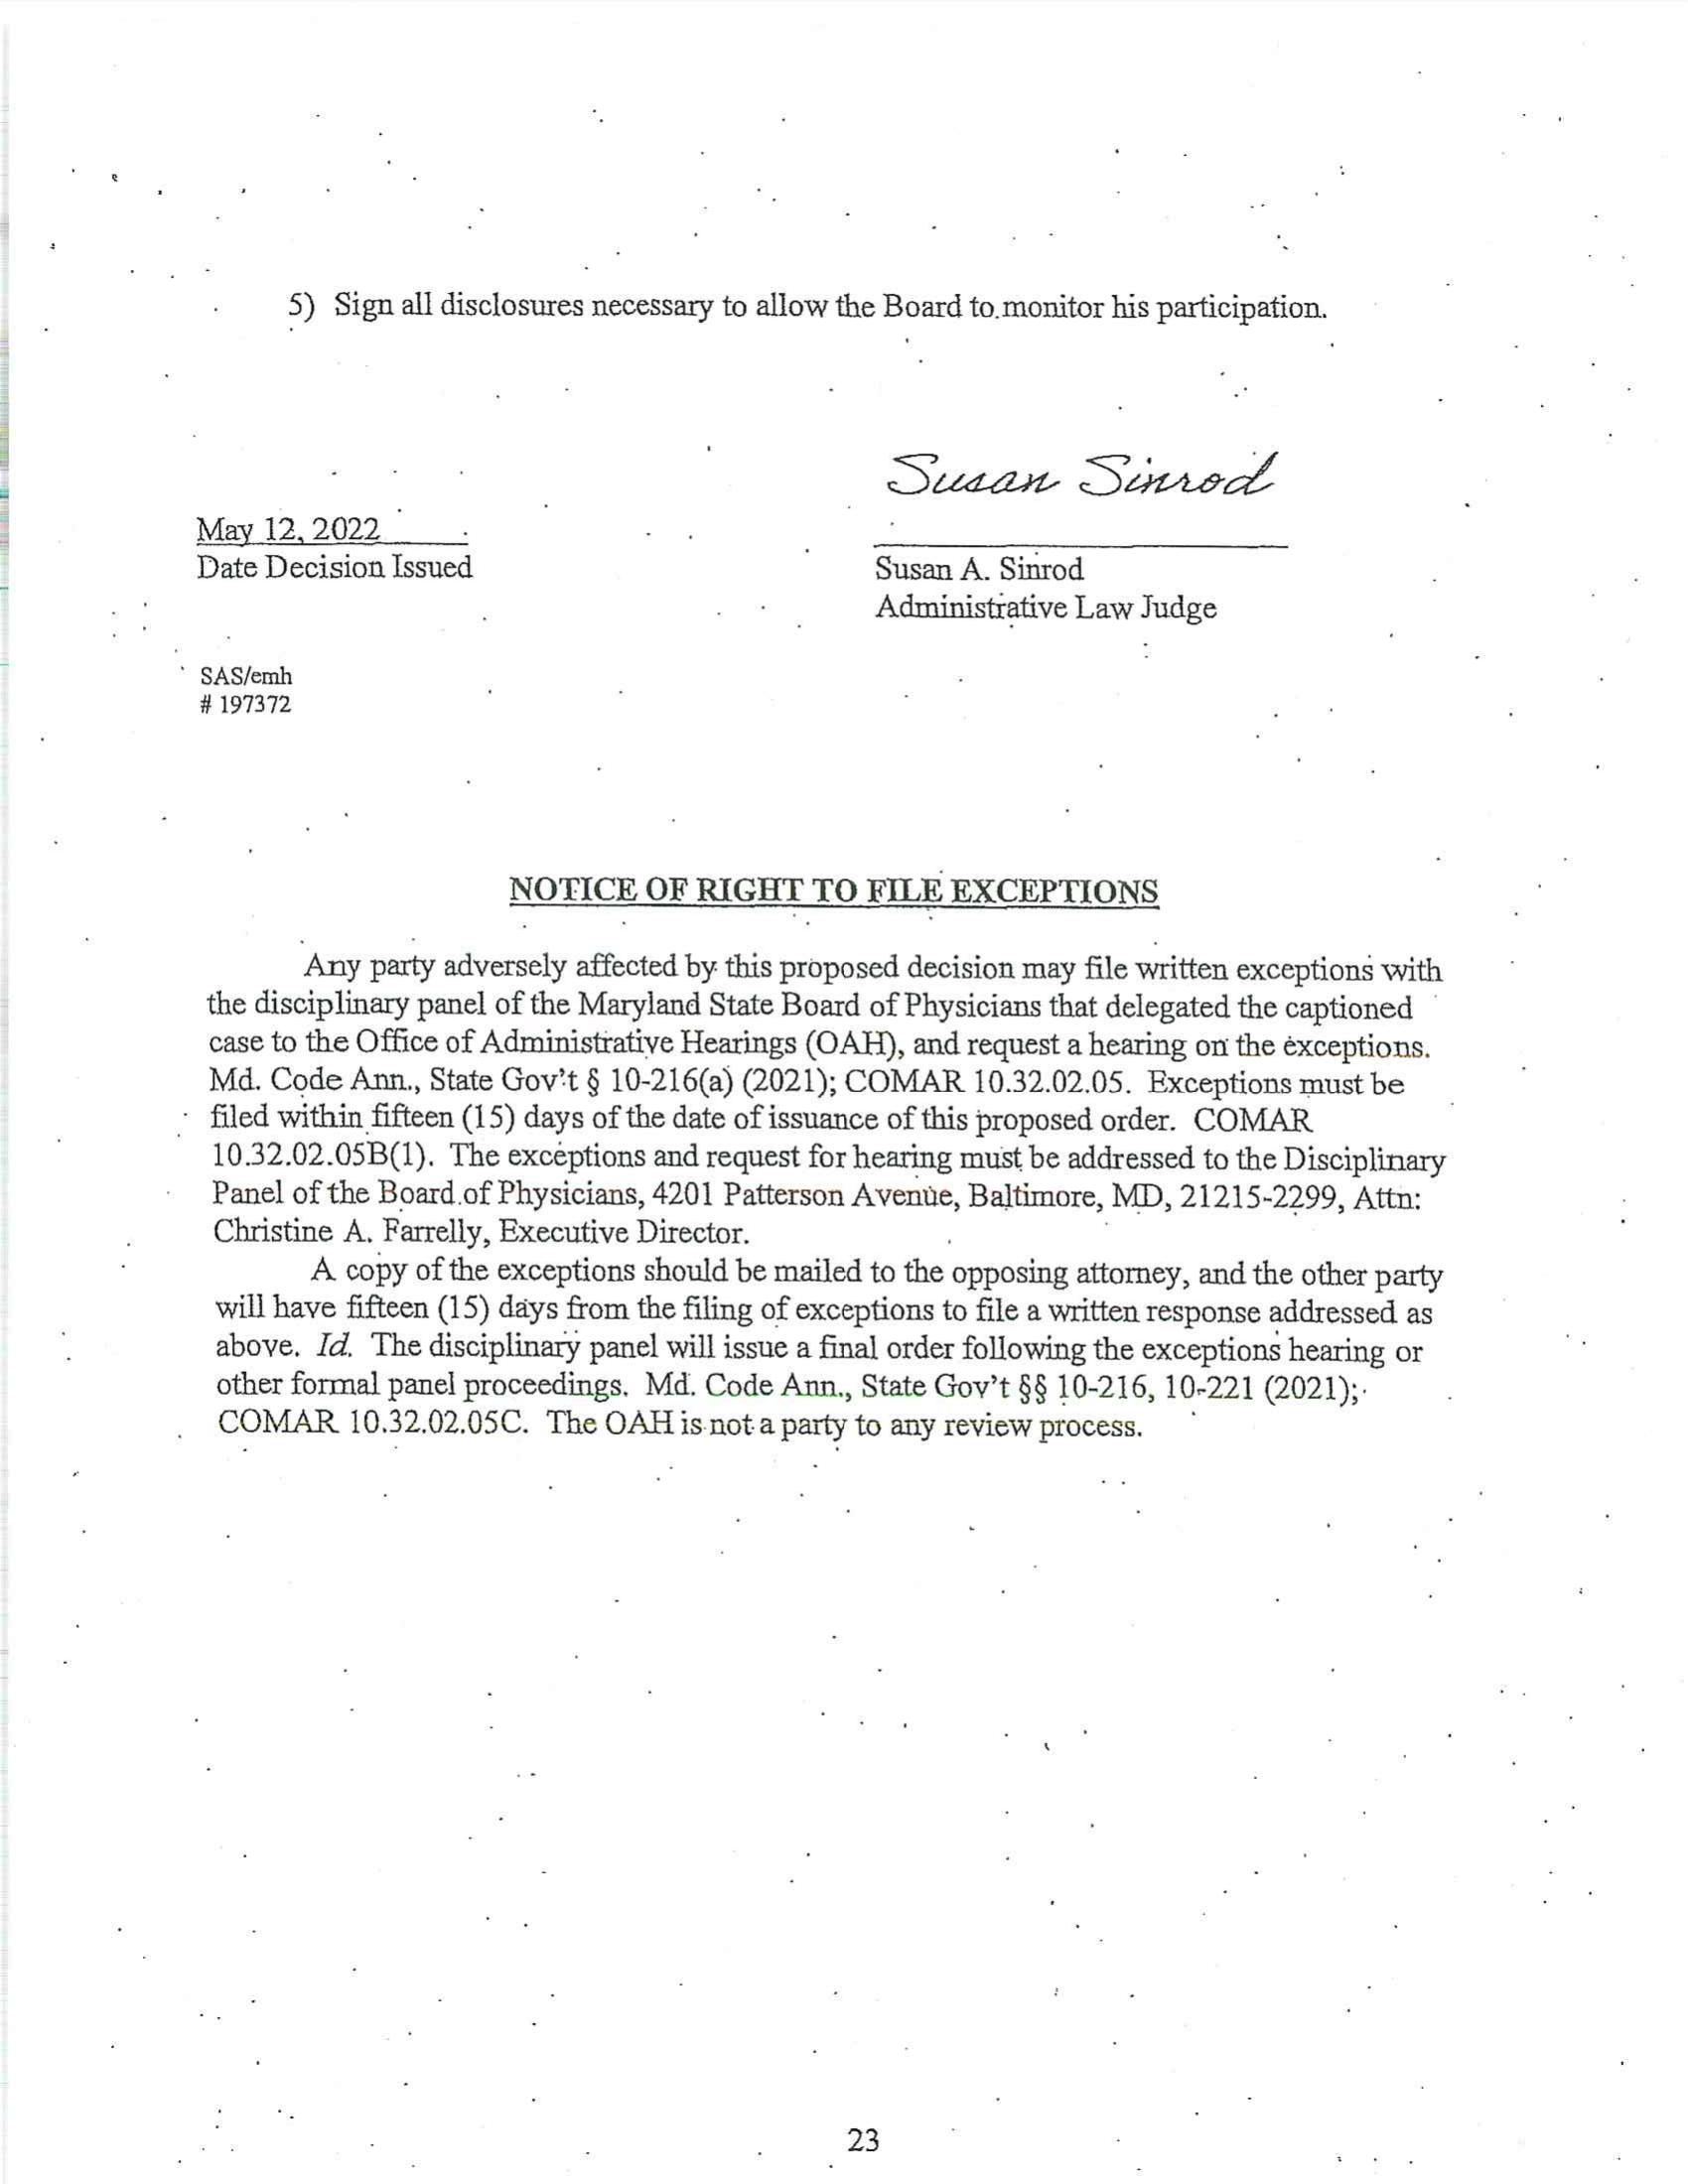 5) Sign all disclosures necessary to allow the Board to monitor his participation.
Susan Sinrod
May 12, 2022
Date Decision Issued
Susan A. Sinrod
Administrative Law Judge
SAS/emh
# 197372
NOTICE OF RIGHT TO FILE EXCEPTIONS
Any party adversely affected by this proposed decision may file written exceptions with
the disciplinary panel of the Maryland State Board of Physicians that delegated the captioned
case to the Office of Administrative Hearings (OAH), and request a hearing on the exceptions.
Md. Code Ann., State Gov't § 10-216(a) (2021); COMAR 10.32.02.05. Exceptions must be
filed within fifteen (15) days of the date of issuance of this proposed order. COMAR
10.32.02.05B(1). The exceptions and request for hearing must be addressed to the Disciplinary
Panel of the Board of Physicians, 4201 Patterson Avenue, Baltimore, MD, 21215-2299, Attn:
Christine A. Farrelly, Executive Director.
A copy of the exceptions should be mailed to the opposing attorney, and the other party
will have fifteen (15) days from the filing of exceptions to file a written response addressed as
above. Id. The disciplinary panel will issue a final order following the exceptions hearing or
other formal panel proceedings. Md. Code Ann., State Gov't §§ 10-216, 10-221 (2021);
COMAR 10.32.02.05C. The OAH is not a party to any review process.
23